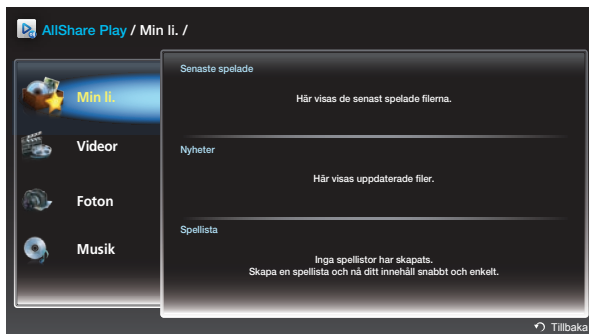 AllShare Play / Min li. /
Min li.
Videor
Foton
Musik
Senaste spelade
Här visas de senast spelade filerna.
Nyheter
Här visas uppdaterade filer.
Spellista
Inga spellistor har skapats.
Skapa en spellista och nå ditt innehåll snabbt och enkelt.
Tillbaka